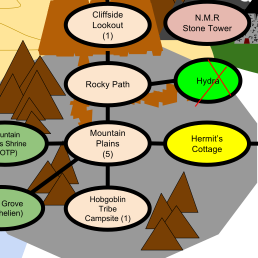 Cliffside
Lookout
(1)
N.M.R
Stone Tower
Rocky Path
Hydra
Mountain
Plains
(5)
Hermit's
Cottage
untain
s Shrine
OTP)
Grove
helien)
Hobgoblin
Tribe
Campsite (1)